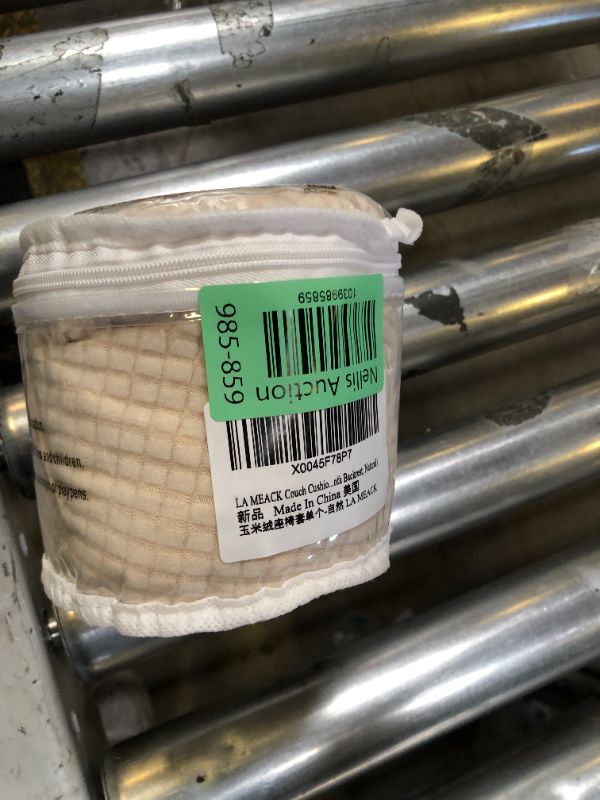 1039985859
Nellis Auction
985-859
X0045F78P7
LA MEACK Couch Cushio...ofa Backrest, Natural)
新品 Made In China 美国
玉米绒座椅套单个-自然 LA MEACK
and children.
playpens.